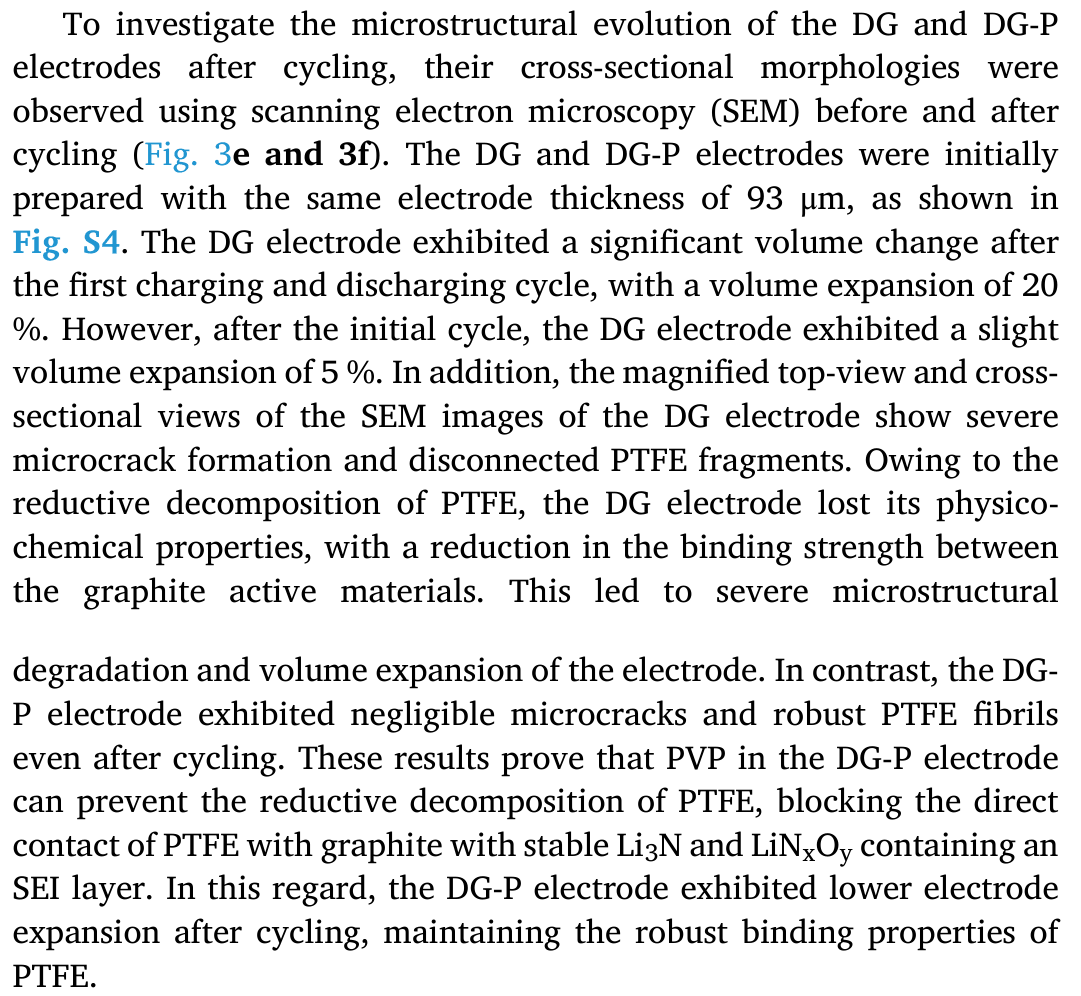 To investigate the microstructural evolution of the DG and DG-P
electrodes after cycling, their cross-sectional morphologies were
observed using scanning electron microscopy (SEM) before and after
cycling (Fig. 3e and 3f). The DG and DG-P electrodes were initially
prepared with the same electrode thickness of 93 μm, as shown in
Fig. S4. The DG electrode exhibited a significant volume change after
the first charging and discharging cycle, with a volume expansion of 20
%. However, after the initial cycle, the DG electrode exhibited a slight
volume expansion of 5 %. In addition, the magnified top-view and cross-
sectional views of the SEM images of the DG electrode show severe
microcrack formation and disconnected PTFE fragments. Owing to the
reductive decomposition of PTFE, the DG electrode lost its physico-
chemical properties, with a reduction in the binding strength between
the graphite active materials. This led to severe microstructural
degradation and volume expansion of the electrode. In contrast, the DG-
P electrode exhibited negligible microcracks and robust PTFE fibrils
even after cycling. These results prove that PVP in the DG-P electrode
can prevent the reductive decomposition of PTFE, blocking the direct
contact of PTFE with graphite with stable Li₃N and LiNₓOᵧ containing an
SEI layer. In this regard, the DG-P electrode exhibited lower electrode
expansion after cycling, maintaining the robust binding properties of
PTFE.